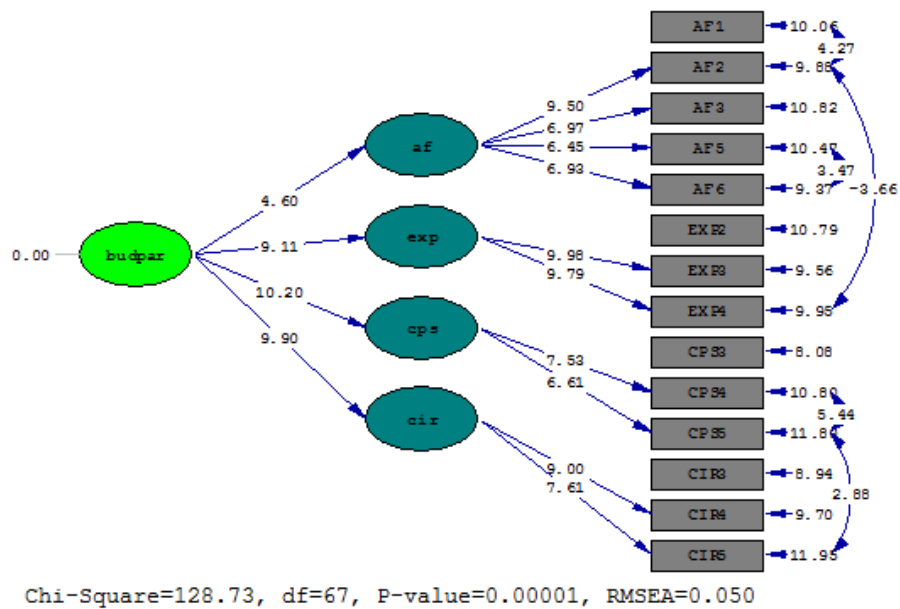 AF1
10.06
4.27
AF2
9.88
9.50
AF3
10.82
6.97
af
6.45
AF5
10.47
3.47
6.93
AF6
9.37
-3.66
4.60
EXP2
10.79
exp
9.11
0.00
budpar
9.98
EXP3
9.56
9.79
10.20
EXP4
9.95
cps
9.90
CPS3
8.08
7.53
6.61
CPS4
10.80
5.44
cir
CPS5
11.80
9.00
CIR3
8.94
7.61
2.88
CIR4
9.70
CIR5
11.95
Chi-Square=128.73, df=67, P-value=0.00001, RMSEA=0.050